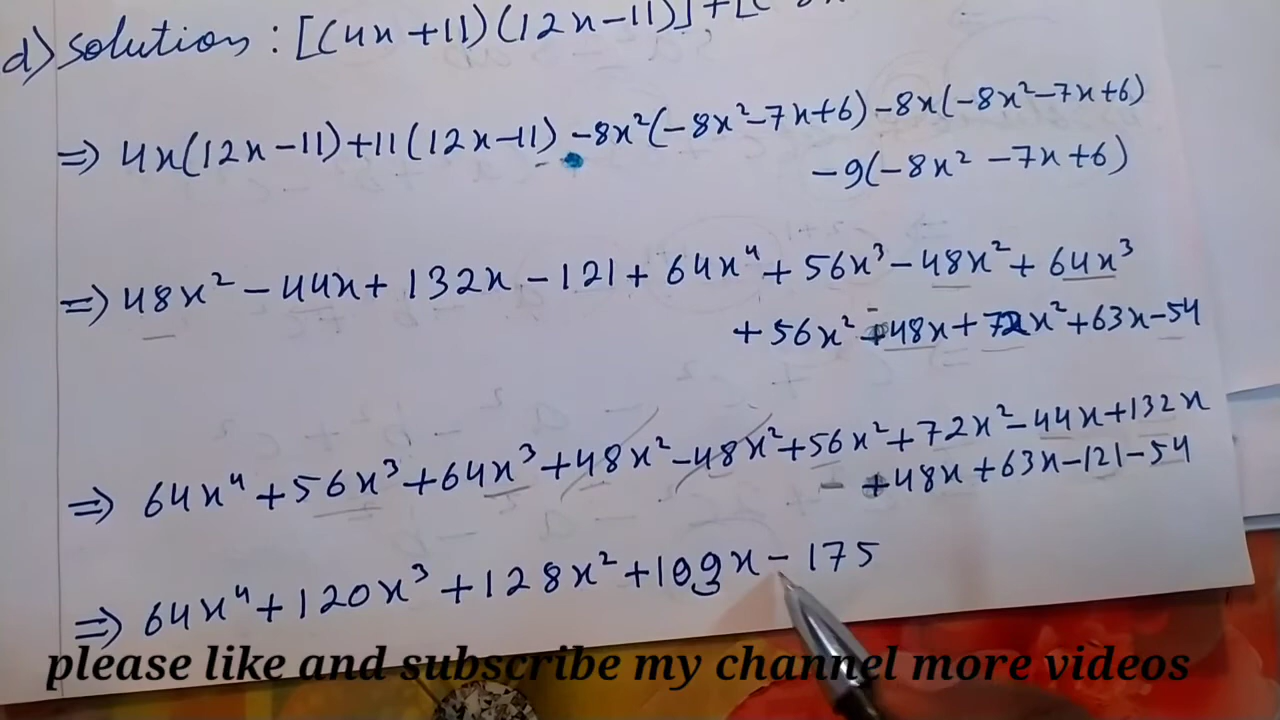 d) Solution : [(4x + 11) (12x - 11)] + [(
⇒ 4x(12x - 11) + 11(12x - 11) - 8x²(-8x² - 7x + 6) - 8x(-8x² - 7x + 6)
- 9(-8x² - 7x + 6)
⇒ 48x² - 44x + 132x - 121 + 64x⁴ + 56x³ - 48x² + 64x³
+ 56x² - 48x + 72x² + 63x - 54
⇒ 64x⁴ + 56x³ + 64x³ + 48x² - 48x² + 56x² + 72x² - 44x + 132x
- 48x + 63x - 121 - 54
⇒ 64x⁴ + 120x³ + 128x² + 103x - 175
please like and subscribe my channel more videos